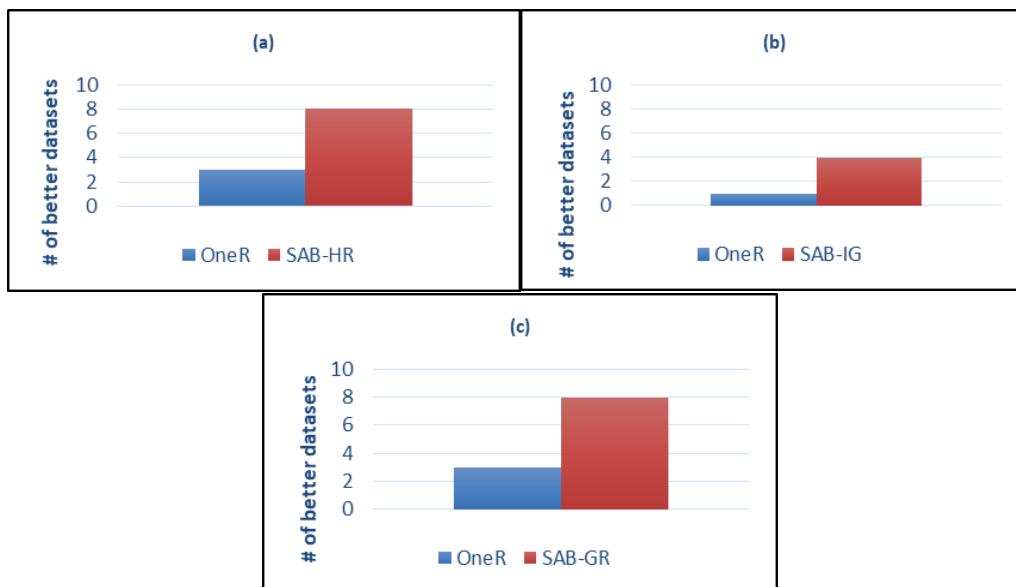 (a)
# of better datasets
10
8
6
4
2
0
OneR SAB-HR
(b)
# of better datasets
10
8
6
4
2
0
OneR SAB-IG
(c)
# of better datasets
10
8
6
4
2
0
OneR SAB-GR